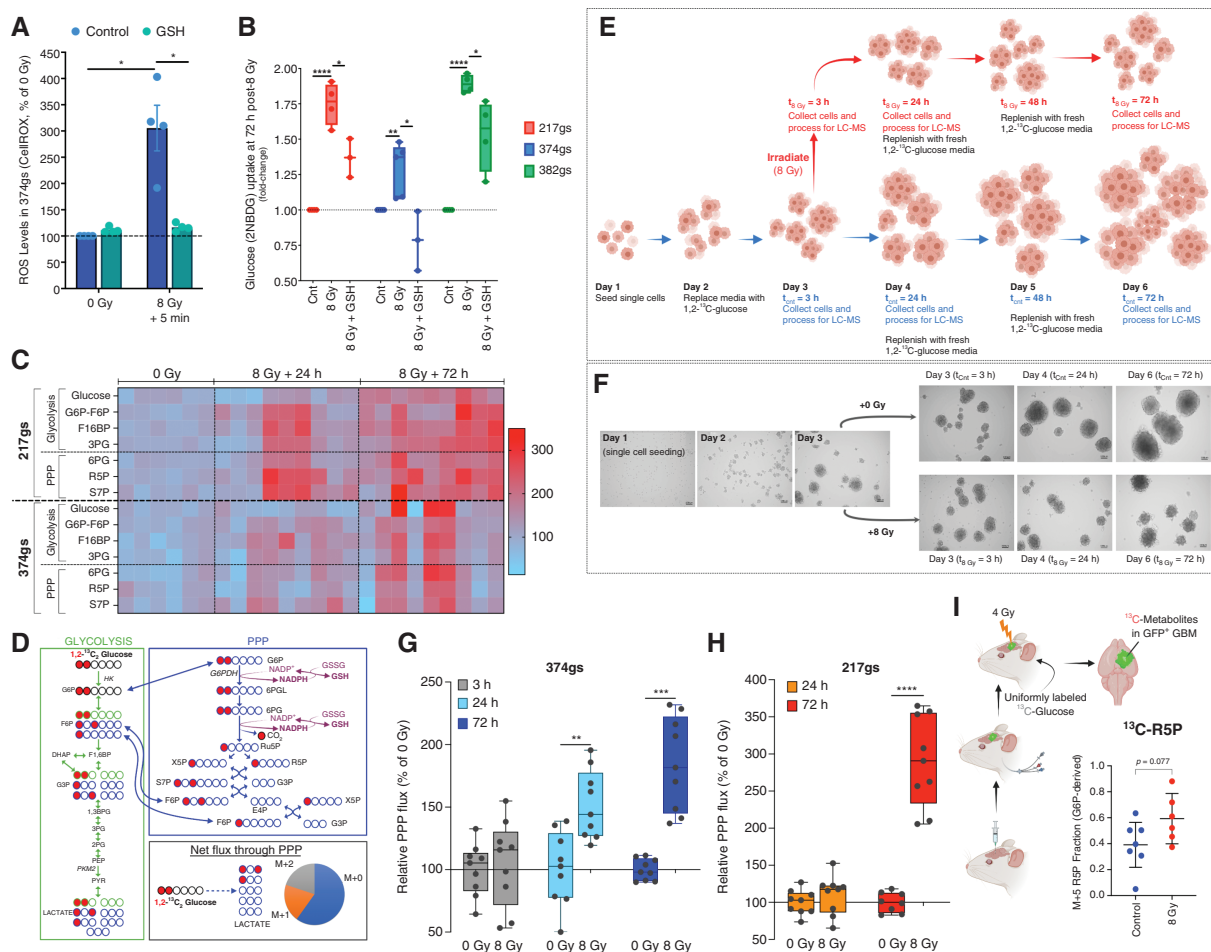 A
Control
GSH
ROS Levels in 374gs (CellROX, % of 0 Gy)
450
400
350
300
250
200
150
100
50
0
*
*
0 Gy
8 Gy
+ 5 min
B
Glucose (2NBDG) uptake at 72 h post-8 Gy
(fold-change)
2.00
1.75
1.50
1.25
1.00
0.75
0.50
****
*
**
*
****
*
Cnt
8 Gy
8 Gy + GSH
Cnt
8 Gy
8 Gy + GSH
Cnt
8 Gy
8 Gy + GSH
217gs
374gs
382gs
C
0 Gy
8 Gy + 24 h
8 Gy + 72 h
217gs
Glycolysis
Glucose
G6P-F6P
F16BP
3PG
PPP
6PG
R5P
S7P
374gs
Glycolysis
Glucose
G6P-F6P
F16BP
3PG
PPP
6PG
R5P
S7P
300
200
100
D
GLYCOLYSIS
1,2-¹³C₂ Glucose
HK
G6P
F6P
DHAP
F1,6BP
G3P
1,3BPG
3PG
2PG
PEP
PKM2
PYR
LACTATE
PPP
G6P
G6PDH
NADP⁺
NADPH
GSSG
GSH
6PGL
6PG
NADP⁺
NADPH
GSSG
GSH
CO₂
Ru5P
X5P
R5P
S7P
G3P
F6P
E4P
X5P
F6P
G3P
Net flux through PPP
1,2-¹³C₂ Glucose
LACTATE
M+2
M+0
M+1
E
t8 Gy = 3 h
Collect cells and
process for LC-MS
t8 Gy = 24 h
Collect cells and
process for LC-MS
Replenish with fresh
1,2-¹³C-glucose media
t8 Gy = 48 h
Replenish with fresh
1,2-¹³C-glucose media
t8 Gy = 72 h
Collect cells and
process for LC-MS
Irradiate
(8 Gy)
Day 1
Seed single cells
Day 2
Replace media with
1,2-¹³C-glucose
Day 3
tcnt = 3 h
Collect cells and
process for LC-MS
Day 4
tcnt = 24 h
Collect cells and
process for LC-MS
Replenish with fresh
1,2-¹³C-glucose media
Day 5
tcnt = 48 h
Replenish with fresh
1,2-¹³C-glucose media
Day 6
tcnt = 72 h
Collect cells and
process for LC-MS
F
Day 1
(single cell seeding)
Day 2
Day 3
+0 Gy
+8 Gy
Day 3 (tCnt = 3 h)
Day 4 (tCnt = 24 h)
Day 6 (tCnt = 72 h)
Day 3 (t8 Gy = 3 h)
Day 4 (t8 Gy = 24 h)
Day 6 (t8 Gy = 72 h)
G
374gs
Relative PPP flux (% of 0 Gy)
250
200
150
100
50
3 h
24 h
72 h
**
***
0 Gy 8 Gy
0 Gy 8 Gy
0 Gy 8 Gy
H
217gs
Relative PPP flux (% of 0 Gy)
400
350
300
250
200
150
100
50
24 h
72 h
****
0 Gy 8 Gy
0 Gy 8 Gy
I
4 Gy
¹³C-Metabolites
in GFP⁺ GBM
Uniformly labeled
¹³C-Glucose
¹³C-R5P
p = 0.077
M+5 R5P Fraction (G6P-derived)
1.0
0.8
0.6
0.4
0.2
0.0
Control
8 Gy